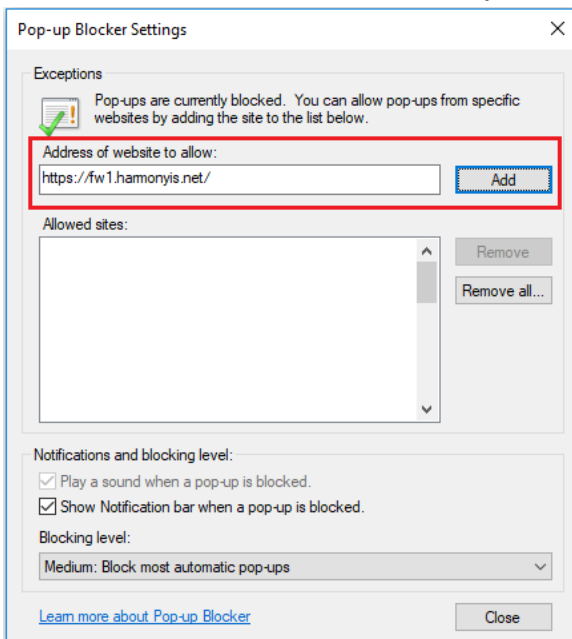 Pop-up Blocker Settings
Exceptions
Pop-ups are currently blocked. You can allow pop-ups from specific
websites by adding the site to the list below.
Address of website to allow:
https://fw1.harmonyis.net/
Add
Allowed sites:
Remove
Remove all...
Notifications and blocking level:
Play a sound when a pop-up is blocked.
Show Notification bar when a pop-up is blocked.
Blocking level:
Medium: Block most automatic pop-ups
Learn more about Pop-up Blocker
Close